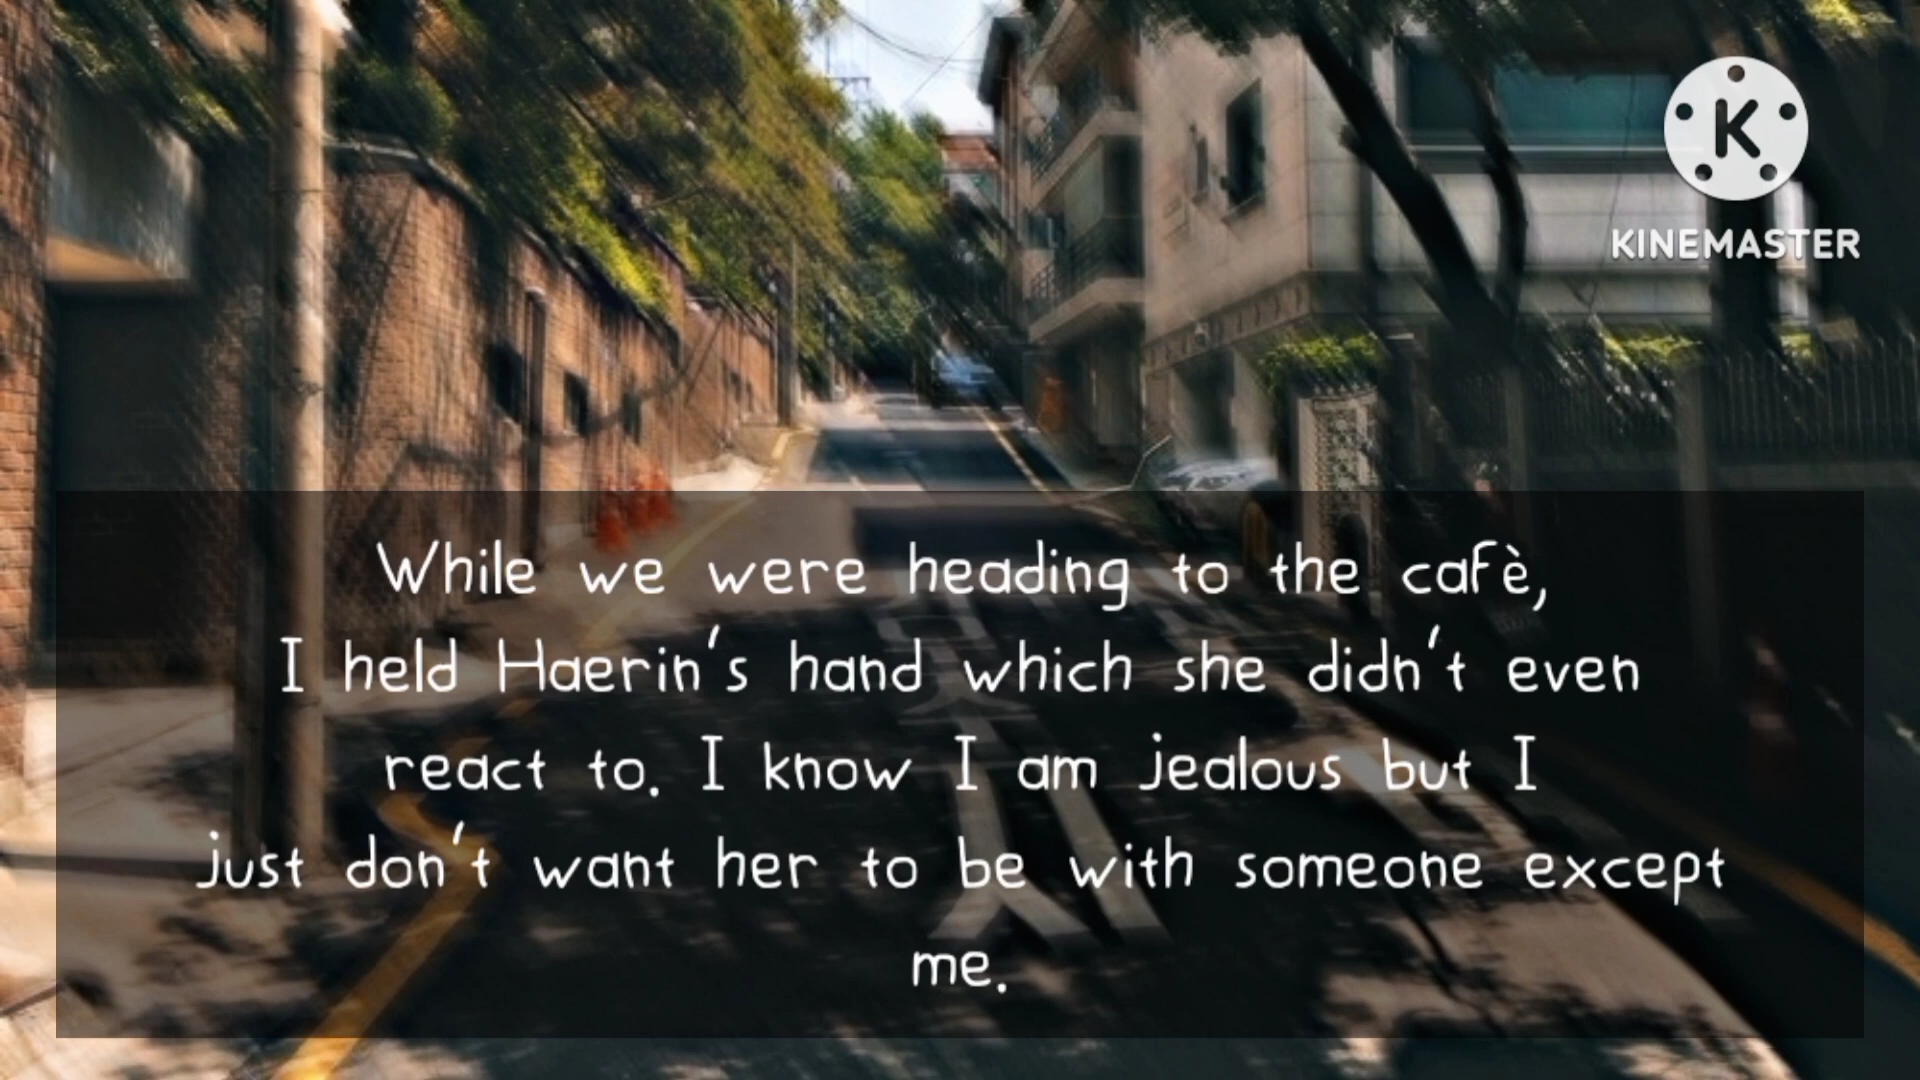 K
KINEMASTER
While we were heading to the cafè,
I held Haerin's hand which she didn't even
react to. I know I am jealous but I
just don't want her to be with someone except
me.